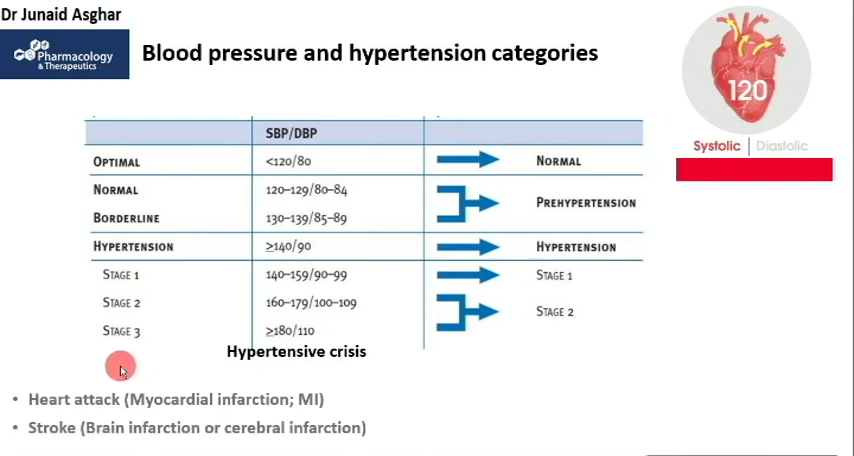 Dr Junaid Asghar
Pharmacology
& Therapeutics
Blood pressure and hypertension categories
120
Systolic | Diastolic
SBP/DBP
OPTIMAL <120/80 NORMAL
NORMAL 120–129/80–84
PREHYPERTENSION
BORDERLINE 130–139/85–89
HYPERTENSION ≥140/90 HYPERTENSION
STAGE 1 140–159/90–99 STAGE 1
STAGE 2 160–179/100–109
STAGE 2
STAGE 3 ≥180/110
Hypertensive crisis
• Heart attack (Myocardial infarction; MI)
• Stroke (Brain infarction or cerebral infarction)